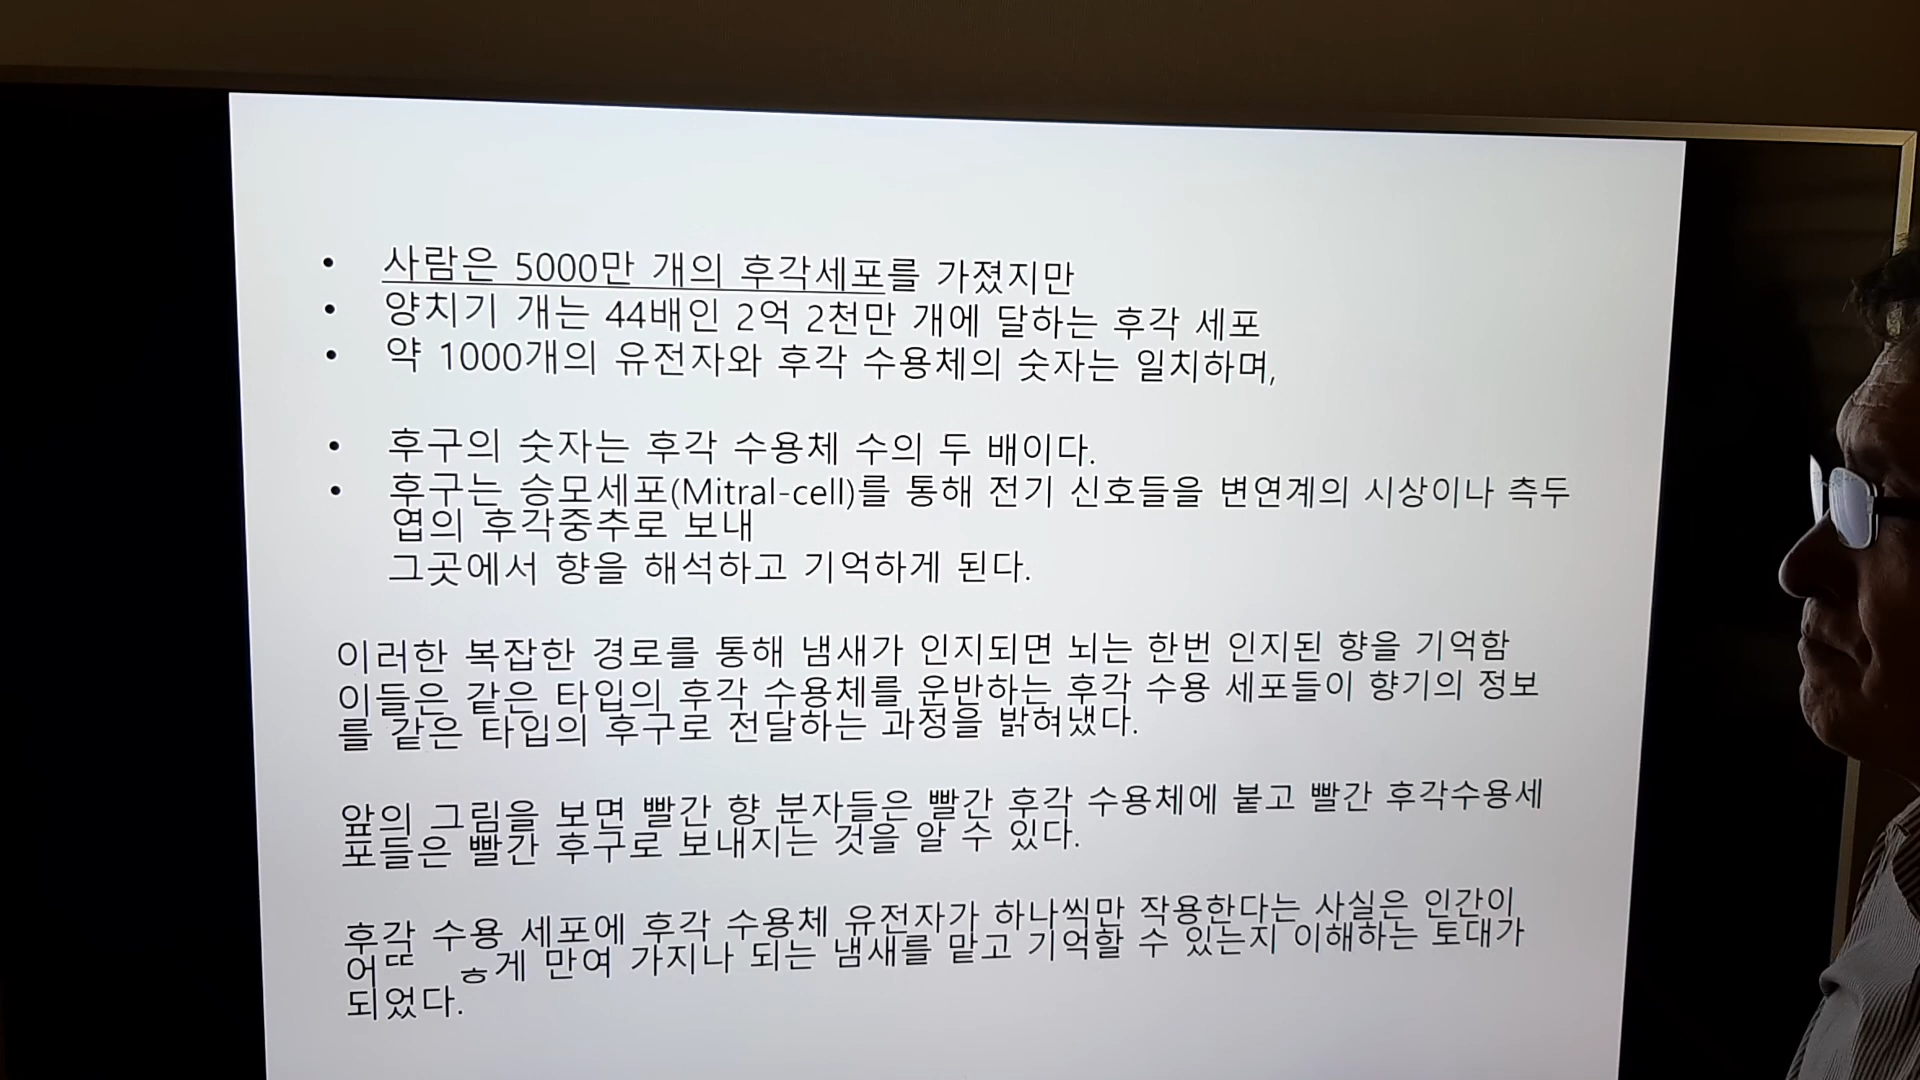 • 사람은 5000만 개의 후각세포를 가졌지만
• 양치기 개는 44배인 2억 2천만 개에 달하는 후각 세포
• 약 1000개의 유전자와 후각 수용체의 숫자는 일치하며,
• 후구의 숫자는 후각 수용체 수의 두 배이다.
• 후구는 승모세포(Mitral-cell)를 통해 전기 신호들을 변연계의 시상이나 측두
엽의 후각중추로 보내
그곳에서 향을 해석하고 기억하게 된다.
이러한 복잡한 경로를 통해 냄새가 인지되면 뇌는 한번 인지된 향을 기억함
이들은 같은 타입의 후각 수용체를 운반하는 후각 수용 세포들이 향기의 정보
를 같은 타입의 후구로 전달하는 과정을 밝혀냈다.
앞의 그림을 보면 빨간 향 분자들은 빨간 후각 수용체에 붙고 빨간 후각수용세
포들은 빨간 후구로 보내지는 것을 알 수 있다.
후각 수용 세포에 후각 수용체 유전자가 하나씩만 작용한다는 사실은 인간이
만여 가지나 되는 냄새를 맡고 기억할 수 있는지 이해하는 토대가
되었다.